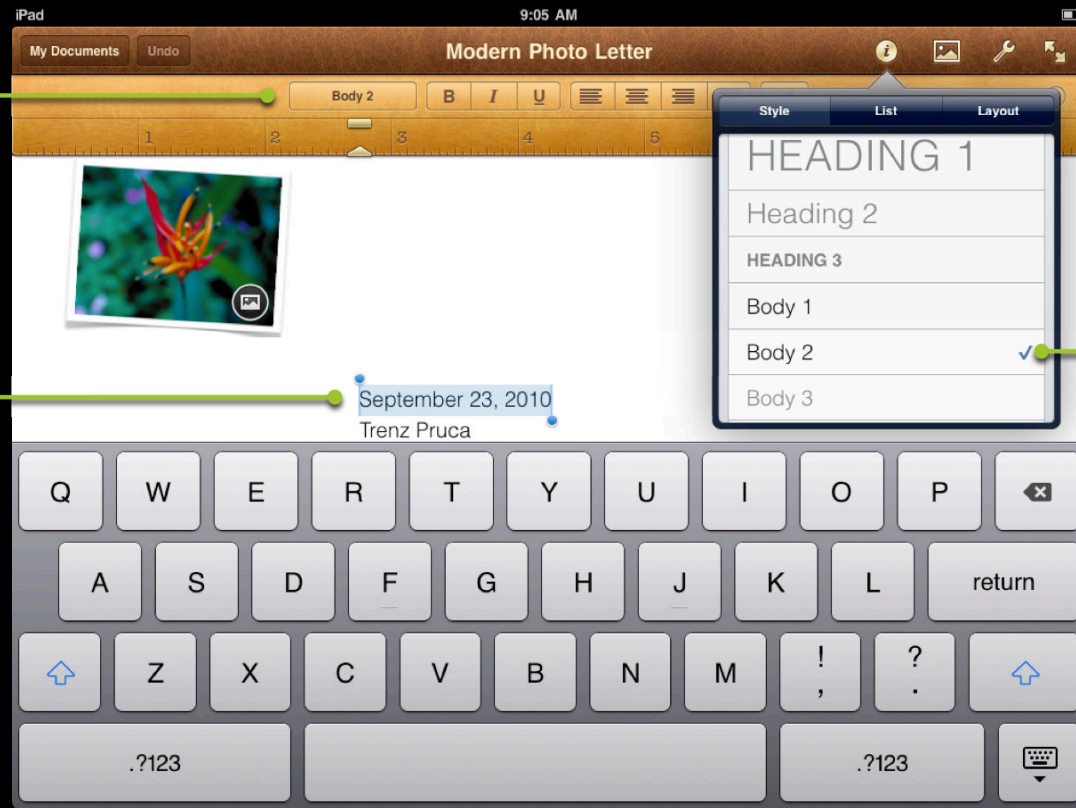 iPad 9:05 AM
My Documents Undo Modern Photo Letter
Body 2 B I U
1 2 3 4 5
Style List Layout
HEADING 1
Heading 2
HEADING 3
Body 1
Body 2
Body 3
September 23, 2010
Trenz Pruca
Q W E R T Y U I O P
A S D F G H J K L return
Z X C V B N M ! , ? .
.?123 .?123